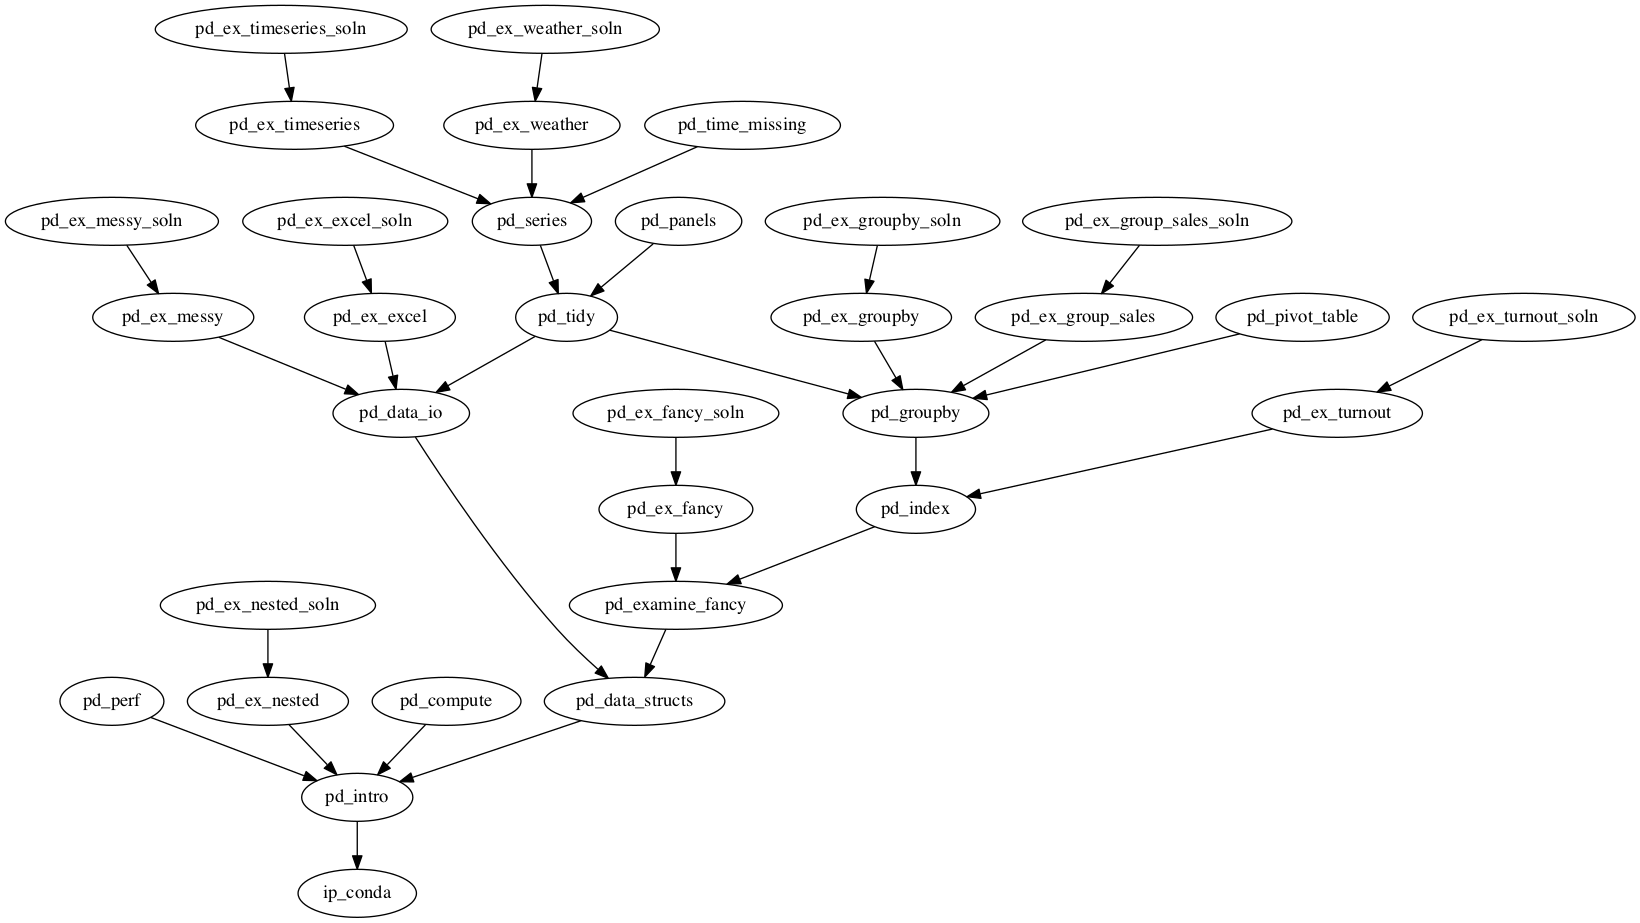 pd_ex_timeseries_soln
pd_ex_weather_soln
pd_ex_timeseries
pd_ex_weather
pd_time_missing
pd_ex_messy_soln
pd_ex_excel_soln
pd_series
pd_panels
pd_ex_groupby_soln
pd_ex_group_sales_soln
pd_ex_messy
pd_ex_excel
pd_tidy
pd_ex_groupby
pd_ex_group_sales
pd_pivot_table
pd_ex_turnout_soln
pd_data_io
pd_ex_fancy_soln
pd_groupby
pd_ex_turnout
pd_ex_fancy
pd_index
pd_ex_nested_soln
pd_examine_fancy
pd_perf
pd_ex_nested
pd_compute
pd_data_structs
pd_intro
ip_conda